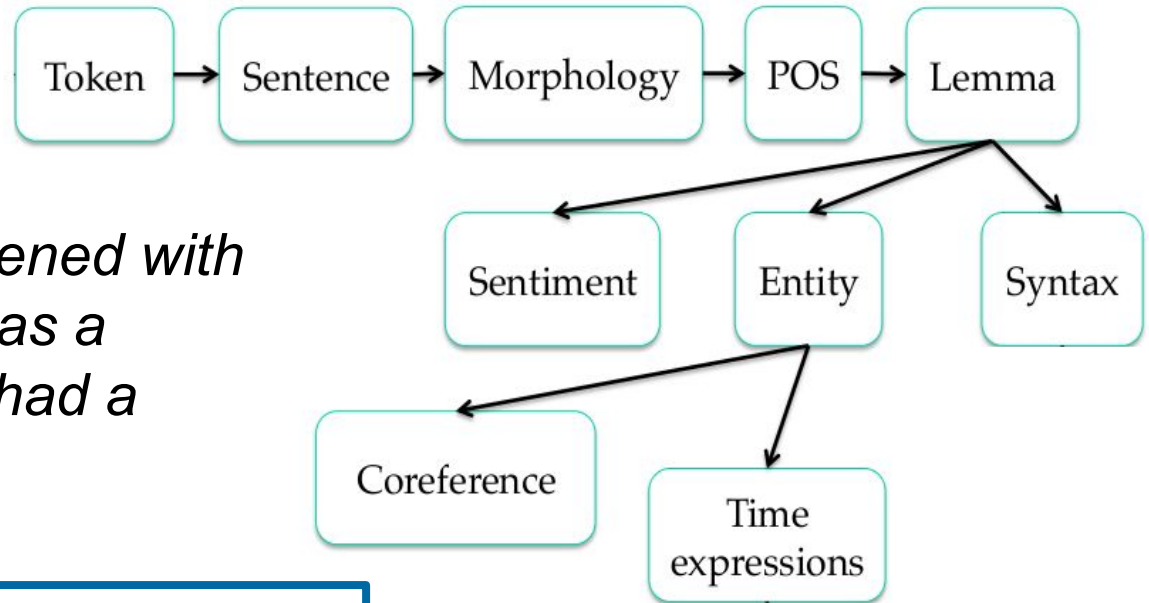 Token
Sentence
Morphology
POS
Lemma
ened with
as a
had a
Sentiment
Entity
Syntax
Coreference
Time
expressions